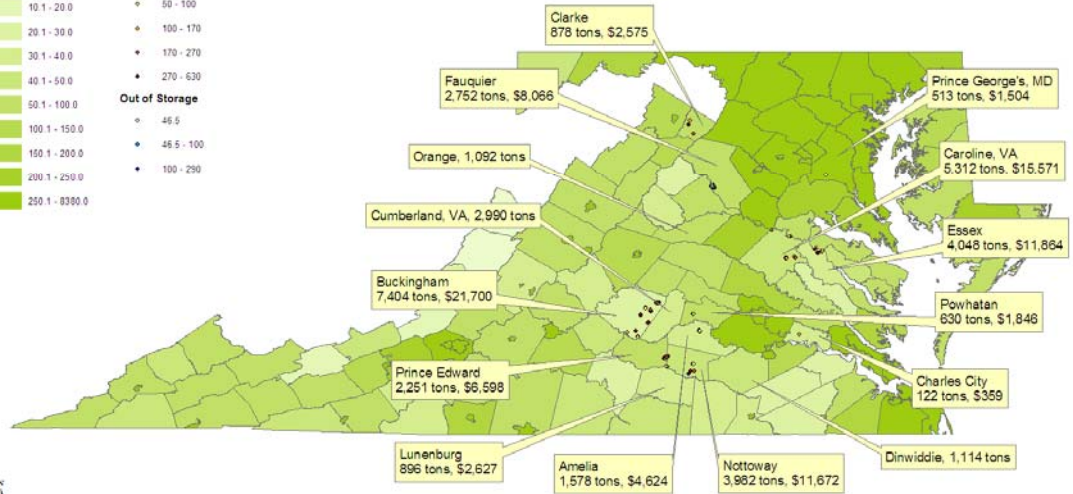 10.1 - 20.0
20.1 - 30.0
30.1 - 40.0
40.1 - 50.0
50.1 - 100.0
100.1 - 150.0
150.1 - 200.0
200.1 - 250.0
250.1 - 8380.0
50 - 100
100 - 170
170 - 270
270 - 630
Out of Storage
46.5
46.5 - 100
100 - 290
Clarke
878 tons, $2,575
Fauquier
2,752 tons, $8,066
Prince George's, MD
513 tons, $1,504
Orange, 1,092 tons
Caroline, VA
5.312 tons. $15.571
Cumberland, VA, 2,990 tons
Essex
4,048 tons, $11,864
Buckingham
7,404 tons, $21,700
Powhatan
630 tons, $1,846
Prince Edward
2,251 tons, $6,598
Charles City
122 tons, $359
Lunenburg
896 tons, $2,627
Amelia
1,578 tons, $4,624
Nottoway
3,982 tons, $11,672
Dinwiddie, 1,114 tons